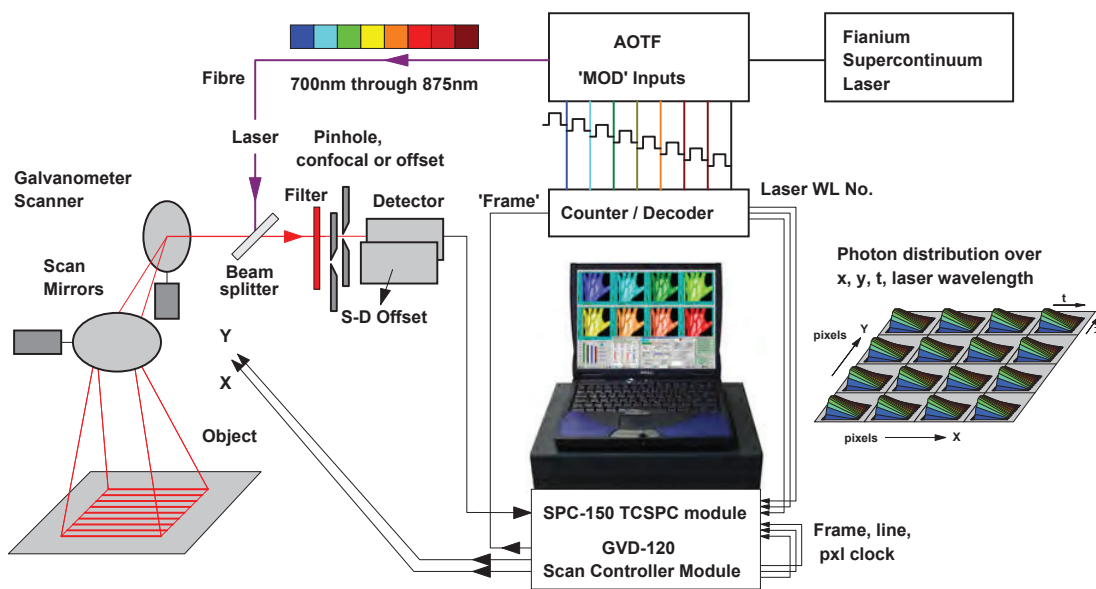 AOTF
'MOD' Inputs
Fianium
Supercontinuum
Laser
Fibre
700nm through 875nm
Laser
Pinhole,
confocal or offset
Galvanometer
Scanner
Filter
Detector
'Frame'
Counter / Decoder
Laser WL No.
Scan
Mirrors
Beam
splitter
S-D Offset
Photon distribution over
x, y, t, laser wavelength
t
Y
pixels
pixels
X
Y
X
Object
SPC-150 TCSPC module
GVD-120
Scan Controller Module
Frame, line,
pxl clock